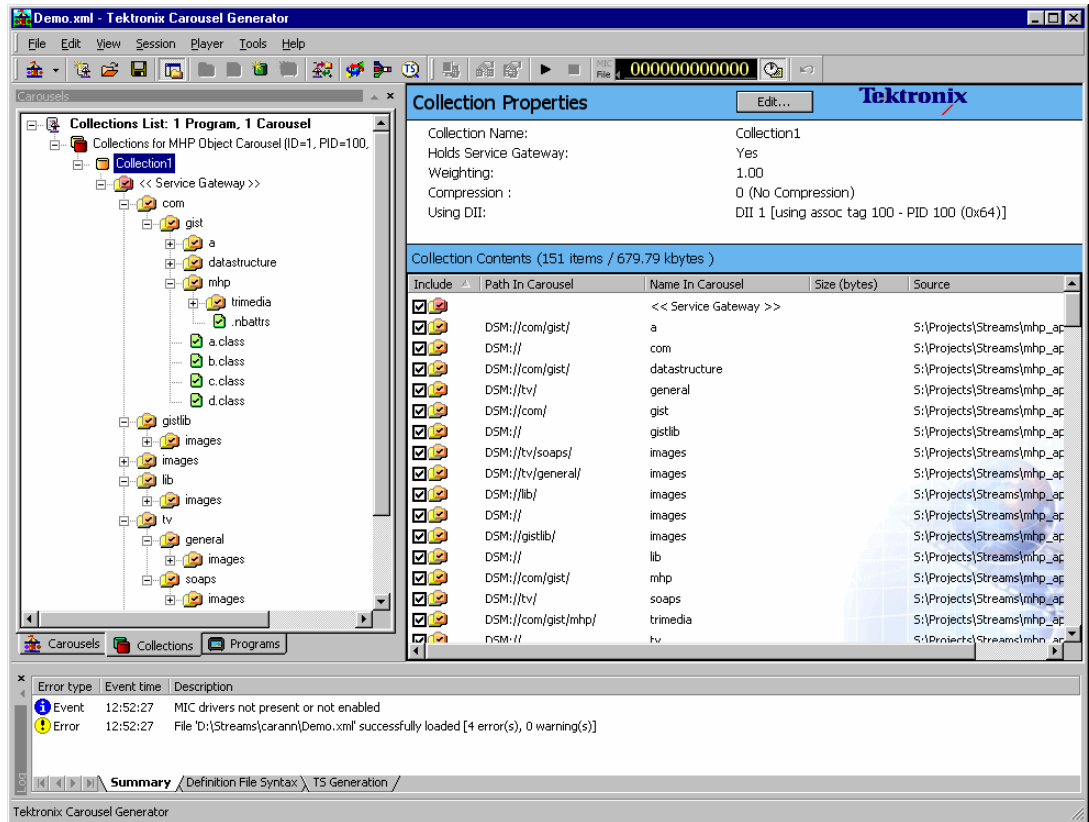 Demo.xml - Tektronix Carousel Generator
File Edit View Session Player Tools Help
TS MIC File 000000000000
Carousels
Collections List: 1 Program, 1 Carousel
Collections for MHP Object Carousel (ID=1, PID=100,
Collection1
<< Service Gateway >>
com
gist
a
datastructure
mhp
trimedia
.nbattrs
a.class
b.class
c.class
d.class
gistlib
images
images
lib
images
tv
general
images
soaps
images
Carousels Collections Programs
Collection Properties Edit... Tektronix
Collection Name: Collection1
Holds Service Gateway: Yes
Weighting: 1.00
Compression : 0 (No Compression)
Using DII: DII 1 [using assoc tag 100 - PID 100 (0x64)]
Collection Contents (151 items / 679.79 kbytes )
Include Path In Carousel Name In Carousel Size (bytes) Source
<< Service Gateway >>
DSM://com/gist/ a S:\Projects\Streams\mhp_ap
DSM:// com S:\Projects\Streams\mhp_ap
DSM://com/gist/ datastructure S:\Projects\Streams\mhp_ap
DSM://tv/ general S:\Projects\Streams\mhp_ap
DSM://com/ gist S:\Projects\Streams\mhp_ap
DSM:// gistlib S:\Projects\Streams\mhp_ap
DSM://tv/soaps/ images S:\Projects\Streams\mhp_ap
DSM://tv/general/ images S:\Projects\Streams\mhp_ap
DSM://lib/ images S:\Projects\Streams\mhp_ap
DSM:// images S:\Projects\Streams\mhp_ap
DSM://gistlib/ images S:\Projects\Streams\mhp_ap
DSM:// lib S:\Projects\Streams\mhp_ap
DSM://com/gist/ mhp S:\Projects\Streams\mhp_ap
DSM://tv/ soaps S:\Projects\Streams\mhp_ap
DSM://com/gist/mhp/ trimedia S:\Projects\Streams\mhp_ap
DSM:// tv S:\Projects\Streams\mhp_ap
Error type Event time Description
Event 12:52:27 MIC drivers not present or not enabled
Error 12:52:27 File 'D:\Streams\carann\Demo.xml' successfully loaded [4 error(s), 0 warning(s)]
Log
Summary Definition File Syntax TS Generation
Tektronix Carousel Generator